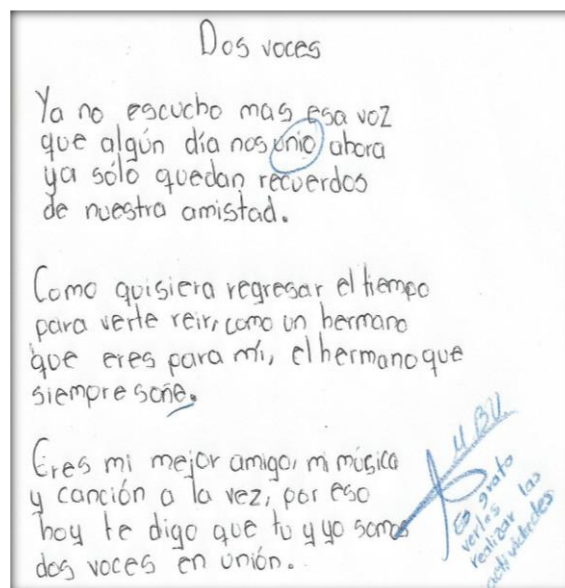 Dos voces
Ya no escucho mas esa voz
que algún día nos unio ahora
ya sólo quedan recuerdos
de nuestra amistad.
Como quisiera regresar el tiempo
para verte reir, como un hermano
que eres para mi, el hermano que
siempre soñe.
Eres mi mejor amigo, mi música
y canción a la vez, por eso
hoy te digo que tu y yo somos
dos voces en unión.
Es grato
verlas
realizar las
actividades